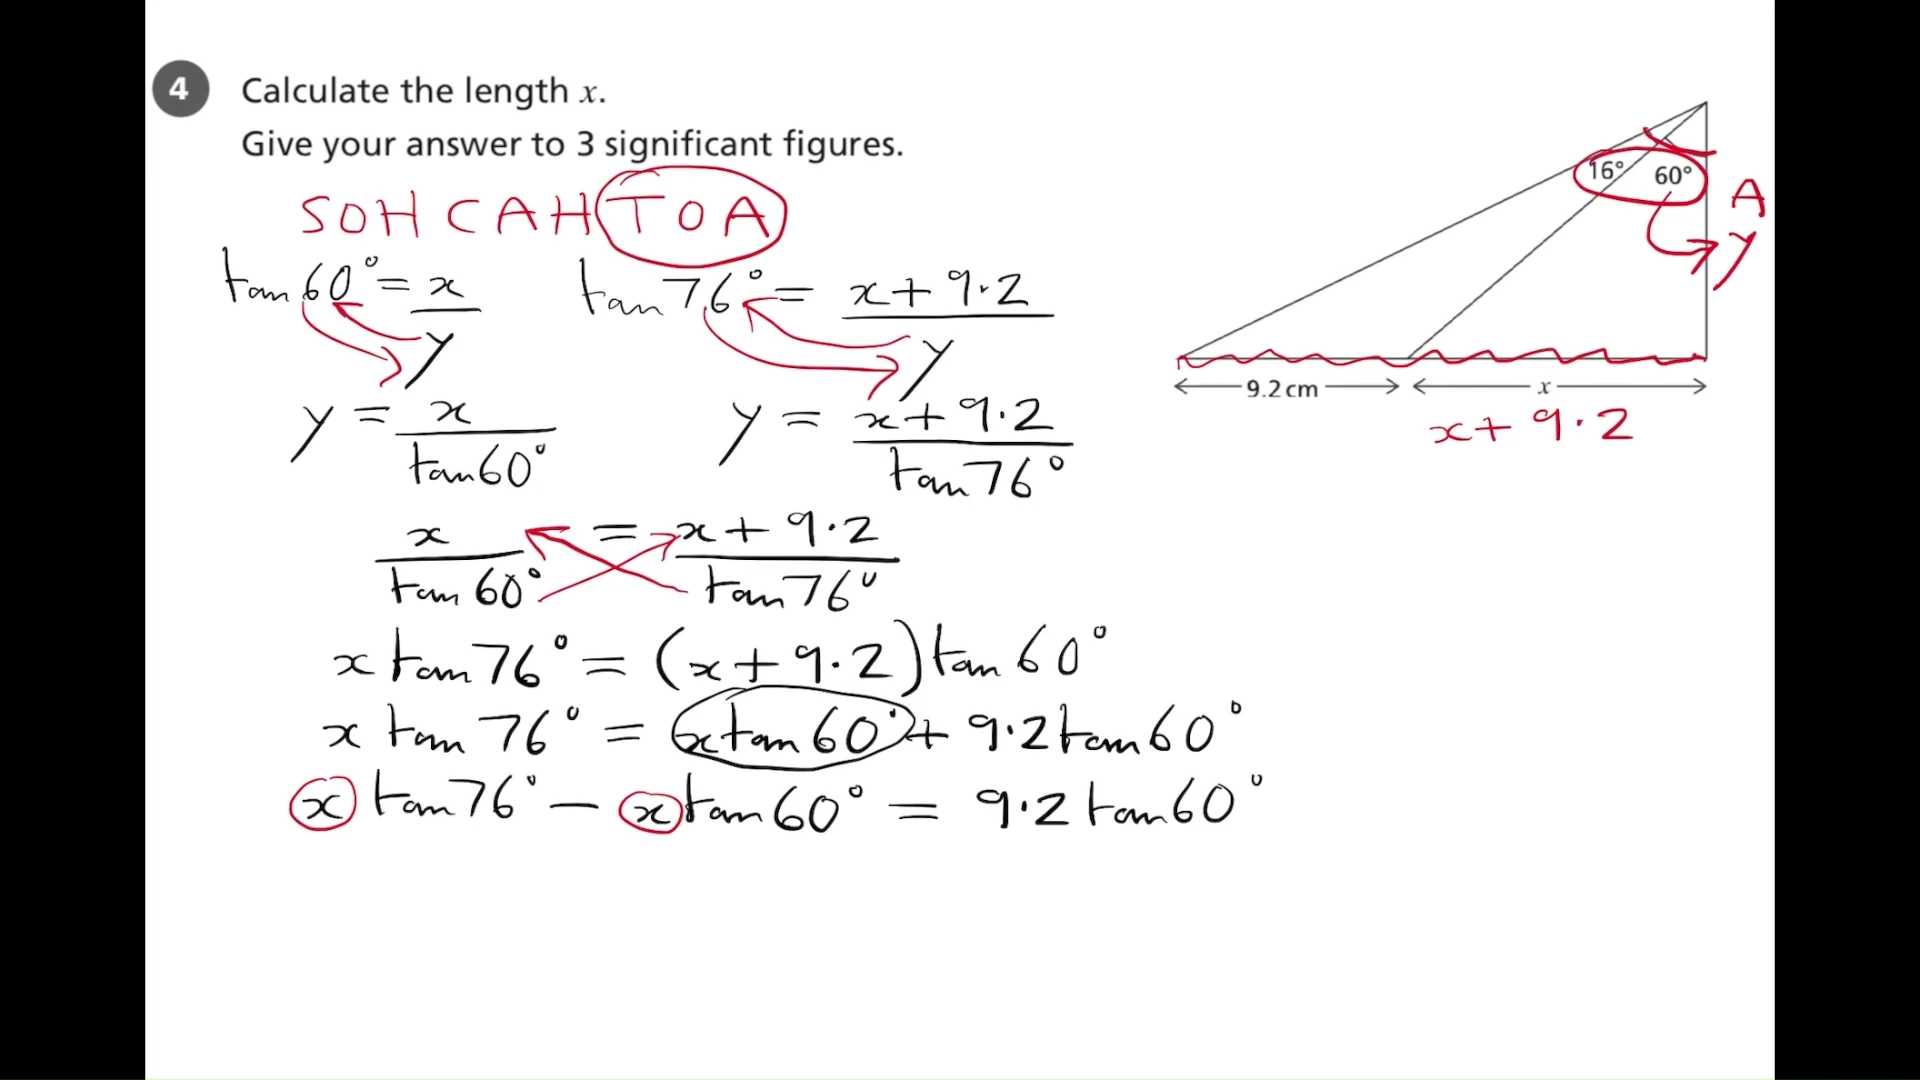 4 Calculate the length x.
Give your answer to 3 significant figures.
SOH CAH TOA
tan 60° = x/y
tan 76° = x + 9.2/y
y = x/tan 60°
y = x + 9.2/tan 76°
x/tan 60° = x + 9.2/tan 76°
x tan 76° = (x + 9.2) tan 60°
x tan 76° = x tan 60° + 9.2 tan 60°
x tan 76° - x tan 60° = 9.2 tan 60°
16° 60°
A
y
9.2 cm x
x + 9.2